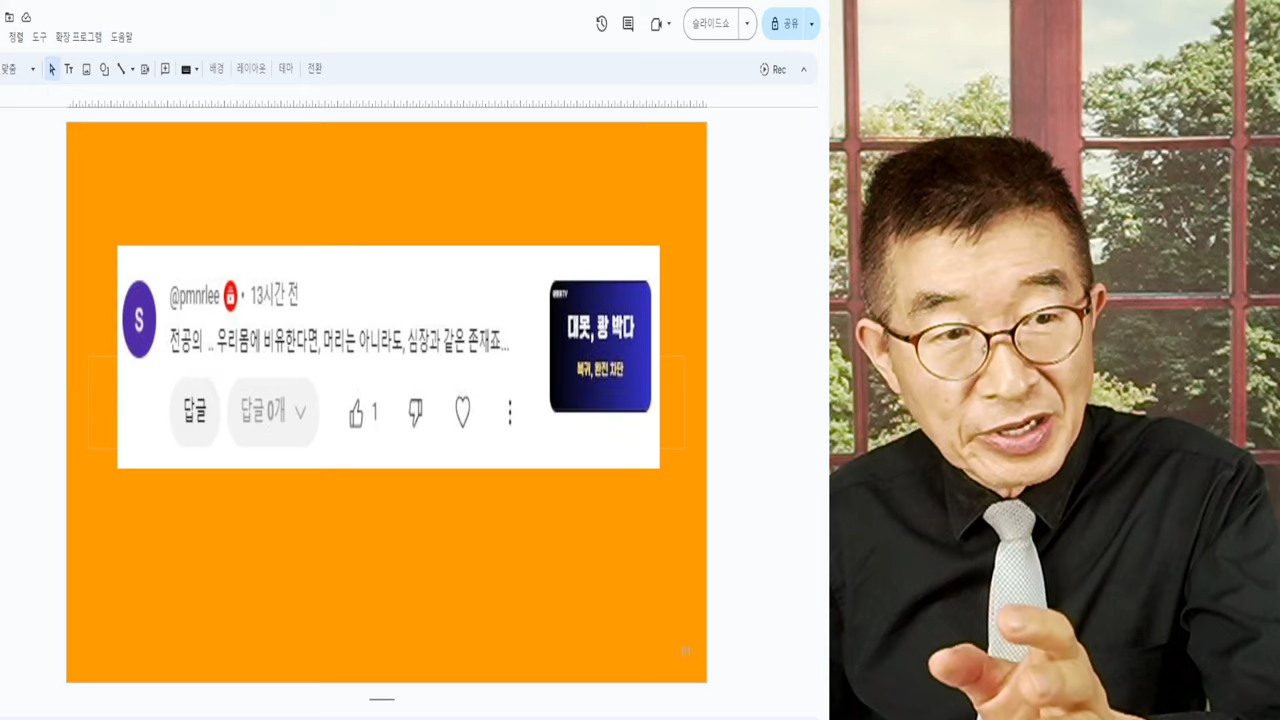 정렬 도구 확장 프로그램 도움말
슬라이드쇼
공유
맞춤
Tт
배경 레이아웃 테마 전환
Rec
S
@pmnrlee • 13시간 전
전공의 .. 우리몸에 비유한다면, 머리는 아니라도, 심장과 같은 존재죠...
답글 답글 0개 1
대못, 쾅 박다
복귀, 완전 차단